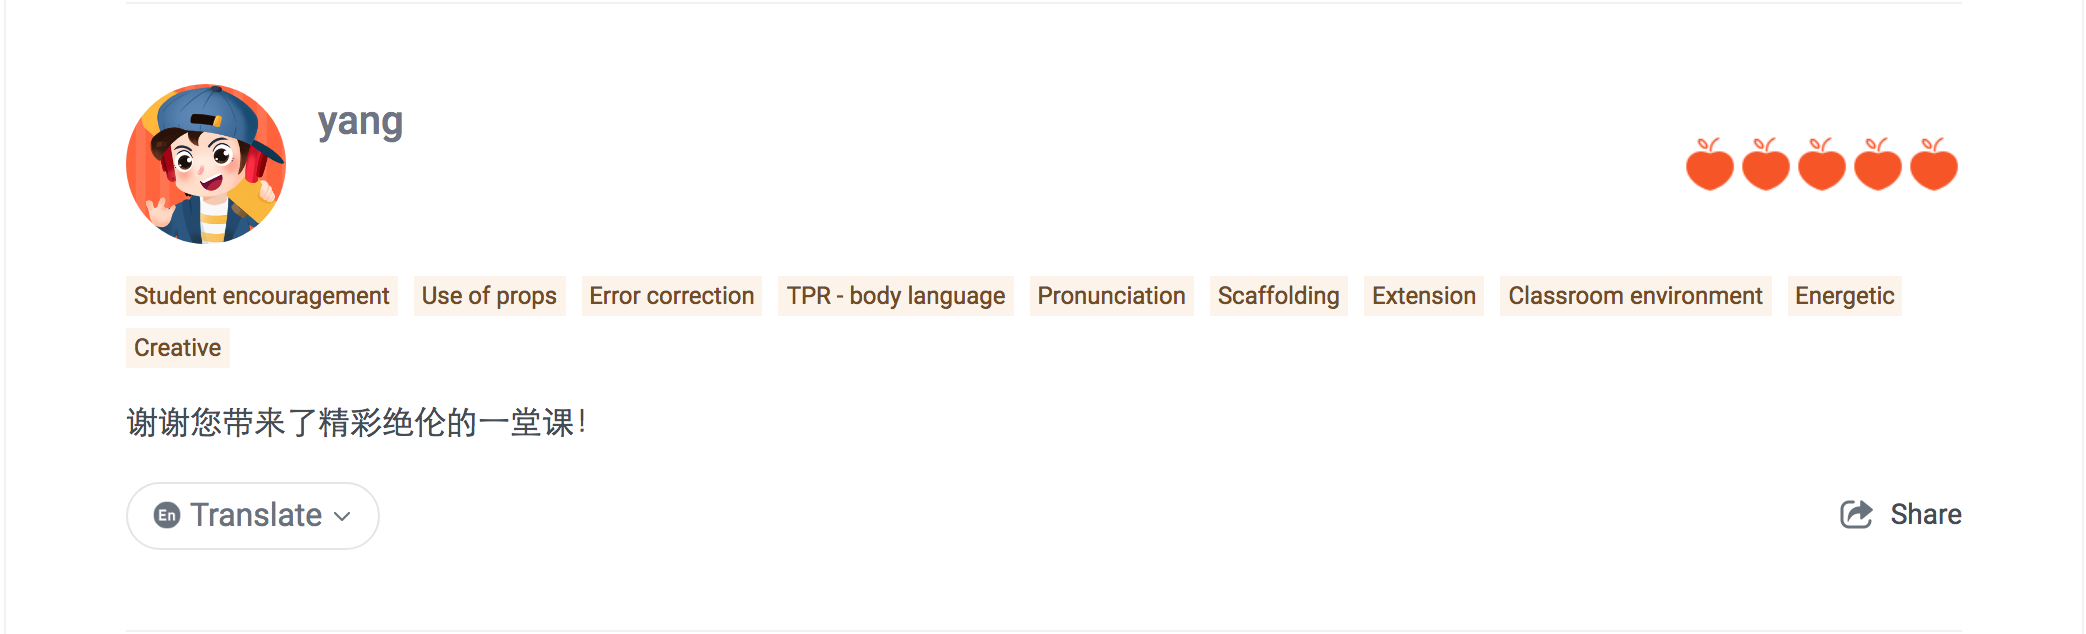 yang
Student encouragement Use of props Error correction TPR - body language Pronunciation Scaffolding Extension Classroom environment Energetic
Creative
谢谢您带来了精彩绝伦的一堂课!
En Translate
Share